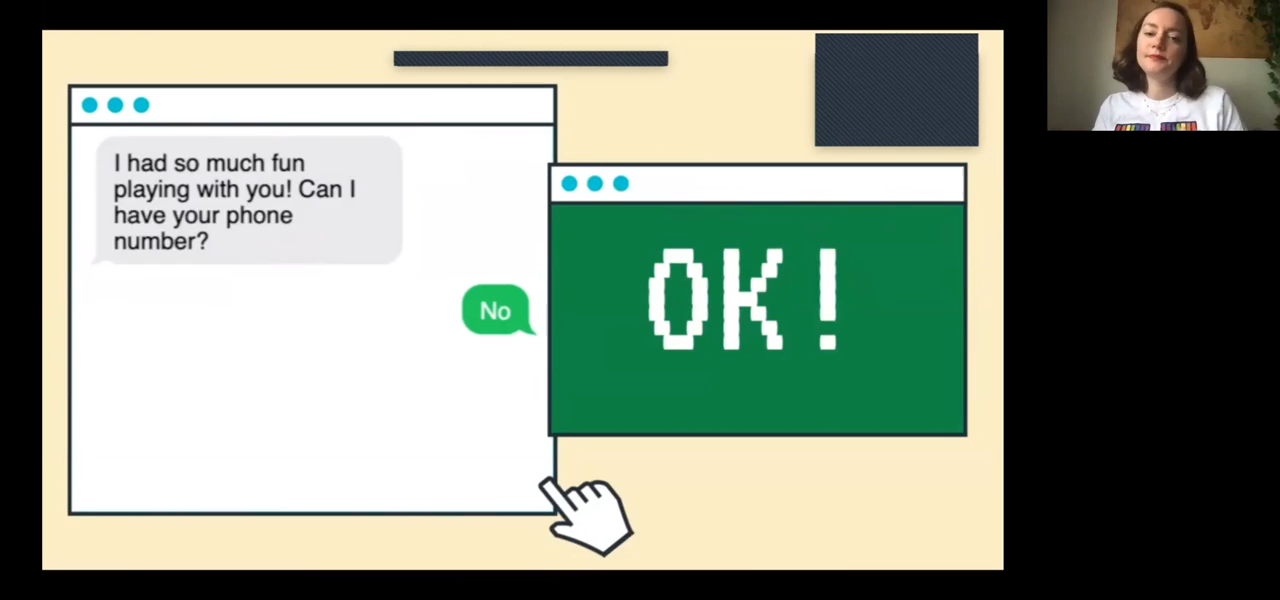 I had so much fun
playing with you! Can I
have your phone
number?
No
OK!